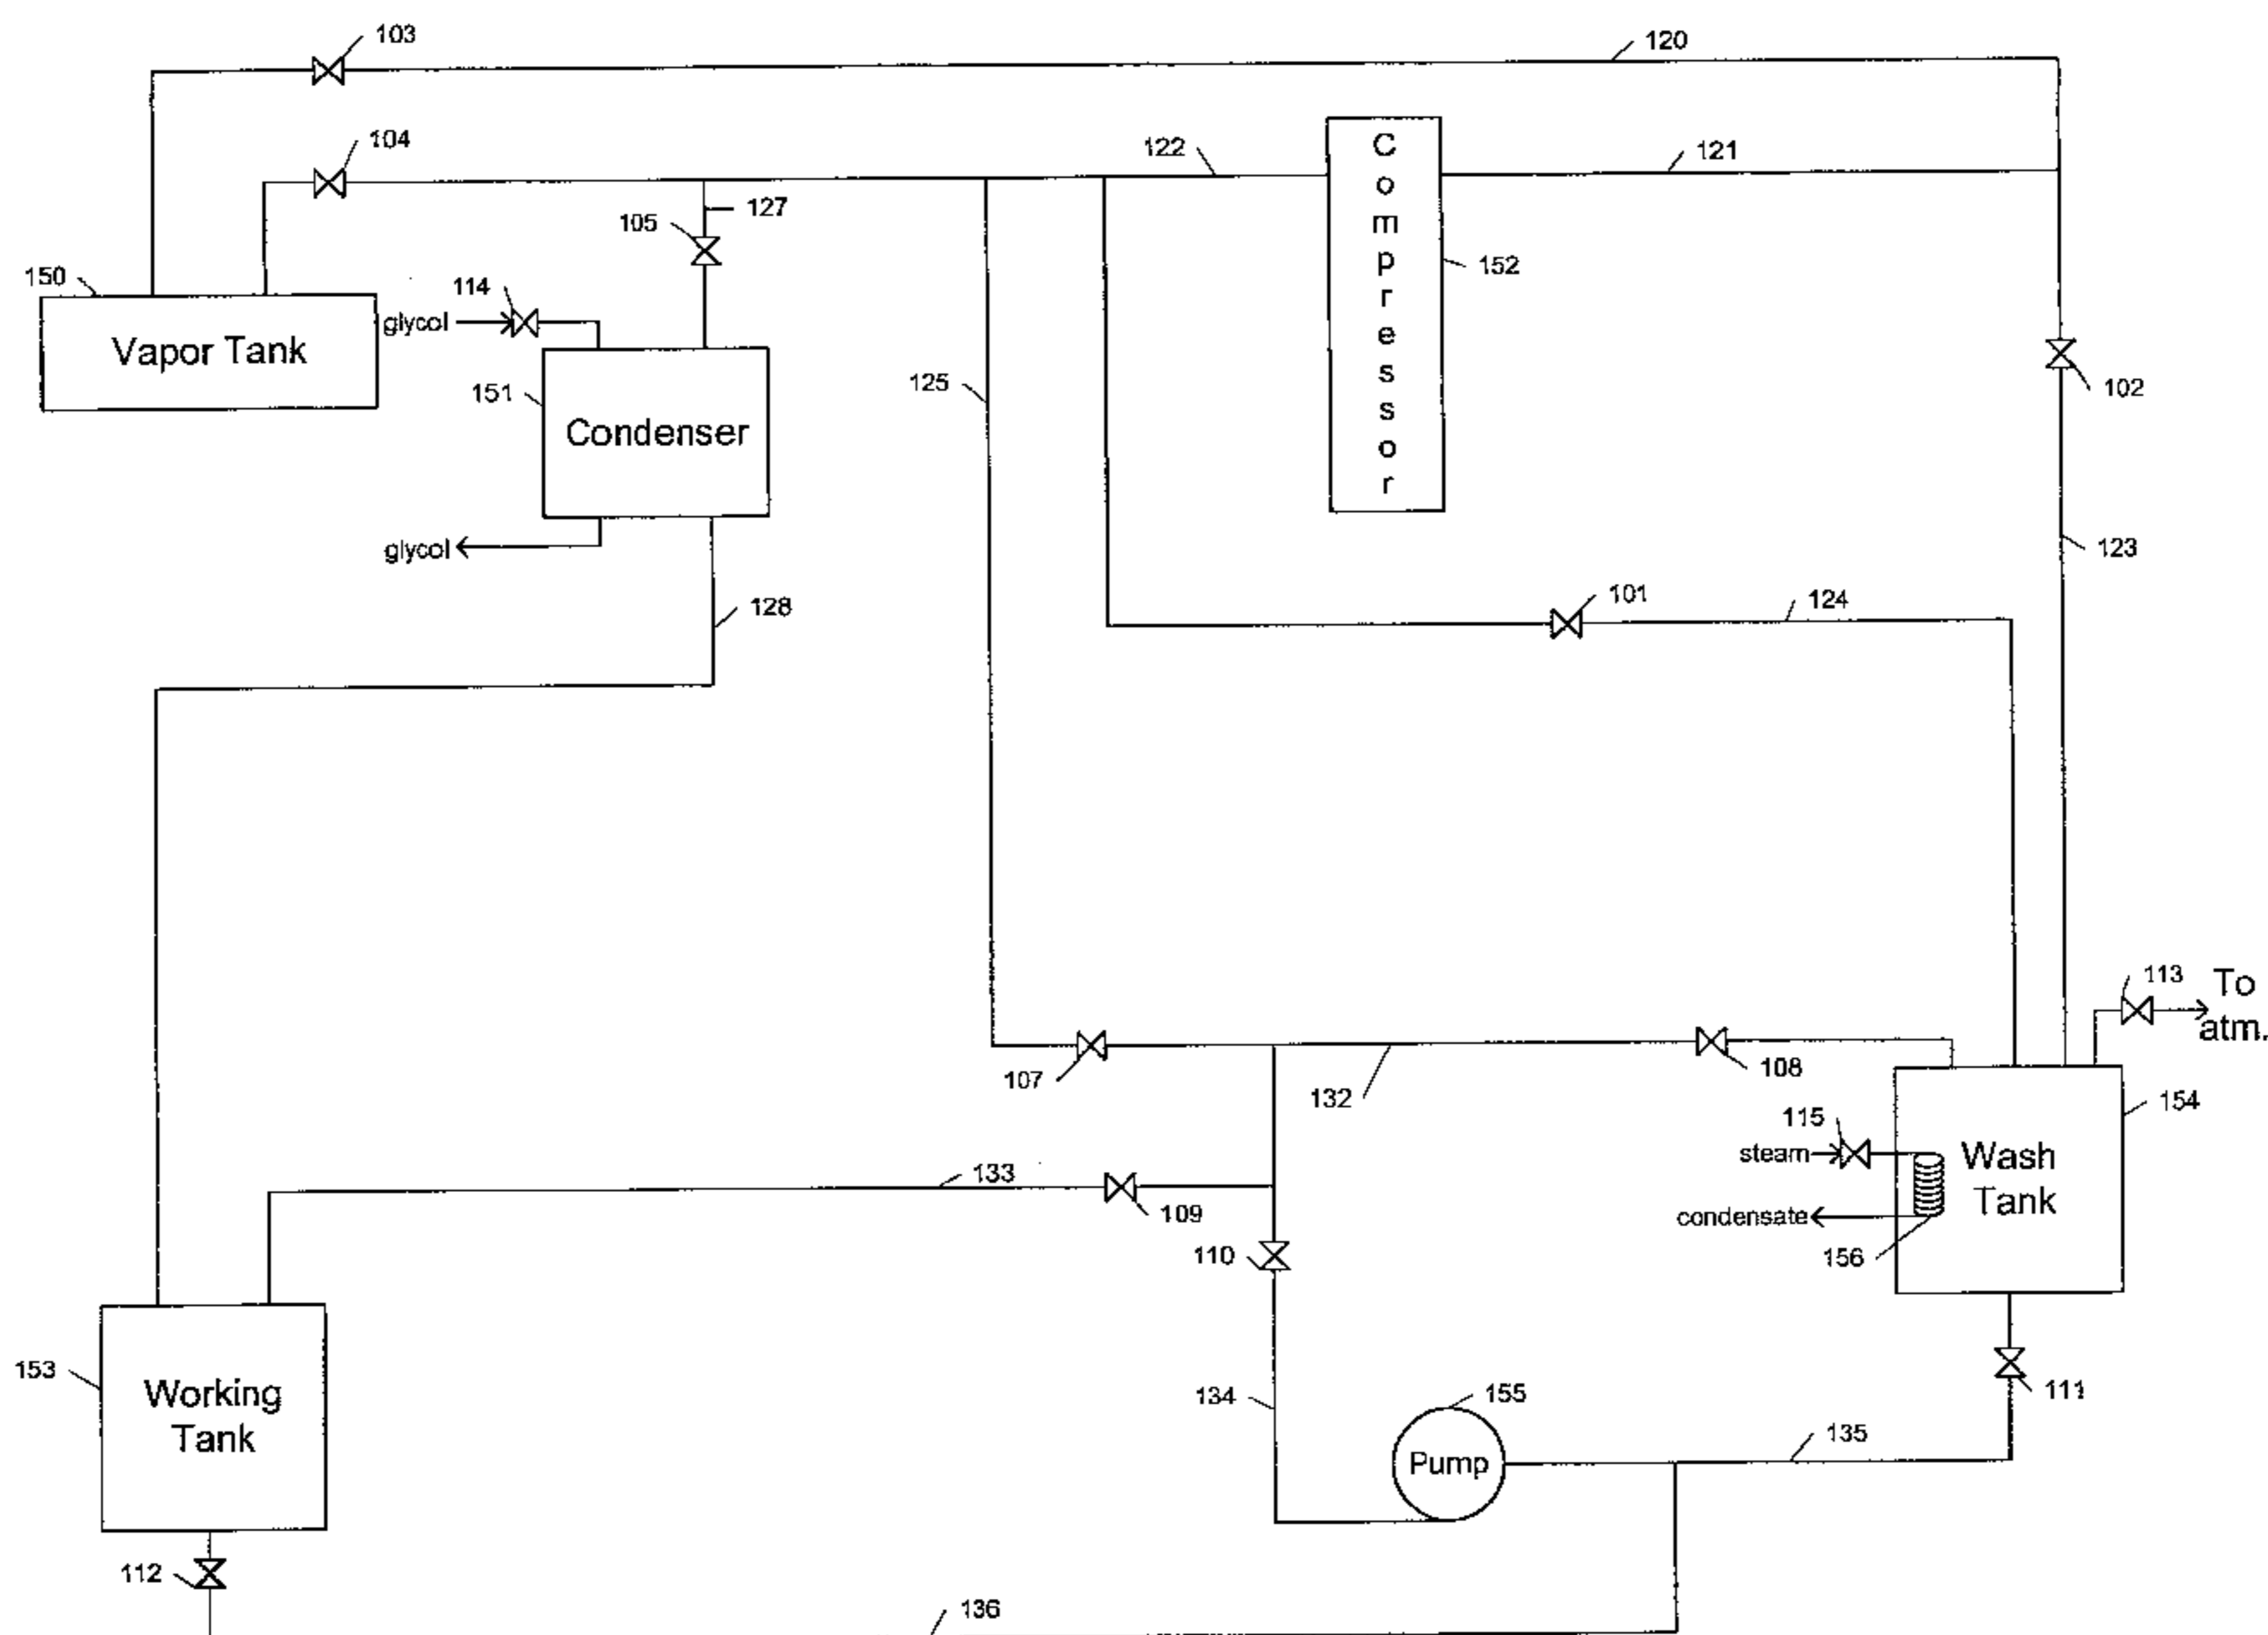 103
120
104
122
121
C
o
m
p
r
e
s
s
o
r
127
105
152
150
114
glycol
Vapor Tank
125
102
151
Condenser
glycol
123
101
124
128
113
To
atm.
107
108
132
154
115
steam
Wash
Tank
133
109
condensate
110
156
153
Working
Tank
134
155
111
Pump
135
112
136